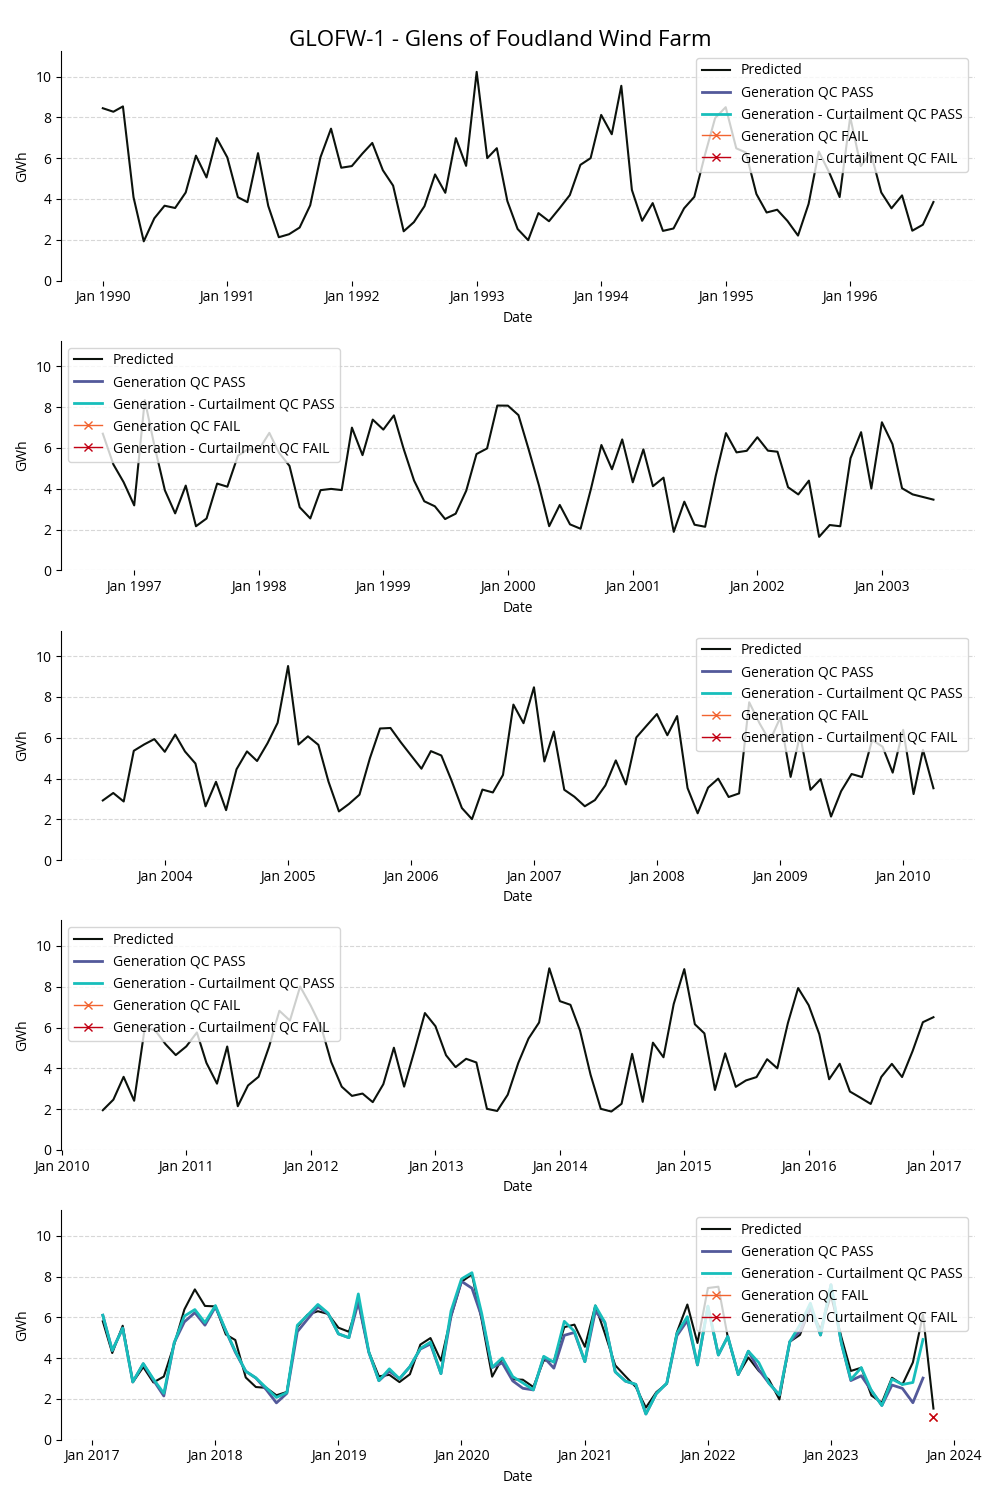 GLOFW-1 - Glens of Foudland Wind Farm
Predicted
Generation QC PASS
Generation - Curtailment QC PASS
Generation QC FAIL
Generation - Curtailment QC FAIL
GWh
10
8
6
4
2
0
Jan 1990 Jan 1991 Jan 1992 Jan 1993 Jan 1994 Jan 1995 Jan 1996
Date
Predicted
Generation QC PASS
Generation - Curtailment QC PASS
Generation QC FAIL
Generation - Curtailment QC FAIL
GWh
10
8
6
4
2
0
Jan 1997 Jan 1998 Jan 1999 Jan 2000 Jan 2001 Jan 2002 Jan 2003
Date
Predicted
Generation QC PASS
Generation - Curtailment QC PASS
Generation QC FAIL
Generation - Curtailment QC FAIL
GWh
10
8
6
4
2
0
Jan 2004 Jan 2005 Jan 2006 Jan 2007 Jan 2008 Jan 2009 Jan 2010
Date
Predicted
Generation QC PASS
Generation - Curtailment QC PASS
Generation QC FAIL
Generation - Curtailment QC FAIL
GWh
10
8
6
4
2
0
Jan 2010 Jan 2011 Jan 2012 Jan 2013 Jan 2014 Jan 2015 Jan 2016 Jan 2017
Date
Predicted
Generation QC PASS
Generation - Curtailment QC PASS
Generation QC FAIL
Generation - Curtailment QC FAIL
GWh
10
8
6
4
2
0
Jan 2017 Jan 2018 Jan 2019 Jan 2020 Jan 2021 Jan 2022 Jan 2023 Jan 2024
Date